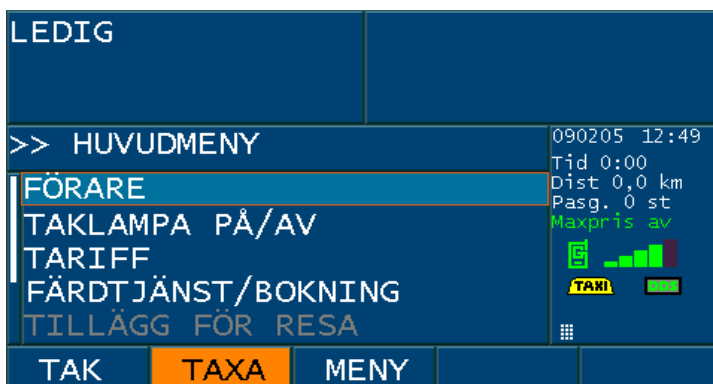 LEDIG
>> HUVUDMENY
FÖRARE
TAKLAMPA PÅ/AV
TARIFF
FÄRDTJÄNST/BOKNING
TILLÄGG FÖR RESA
090205 12:49
Tid 0:00
Dist 0,0 km
Pasg. 0 st
Maxpris av
TAXI
TAK TAXA MENY